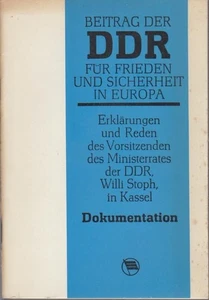 BEITRAG DER
DDR
FÜR FRIEDEN
UND SICHERHEIT
IN EUROPA
Erklärungen
und Reden
des Vorsitzenden
des Ministerrates
der DDR,
Willi Stoph,
in Kassel
Dokumentation